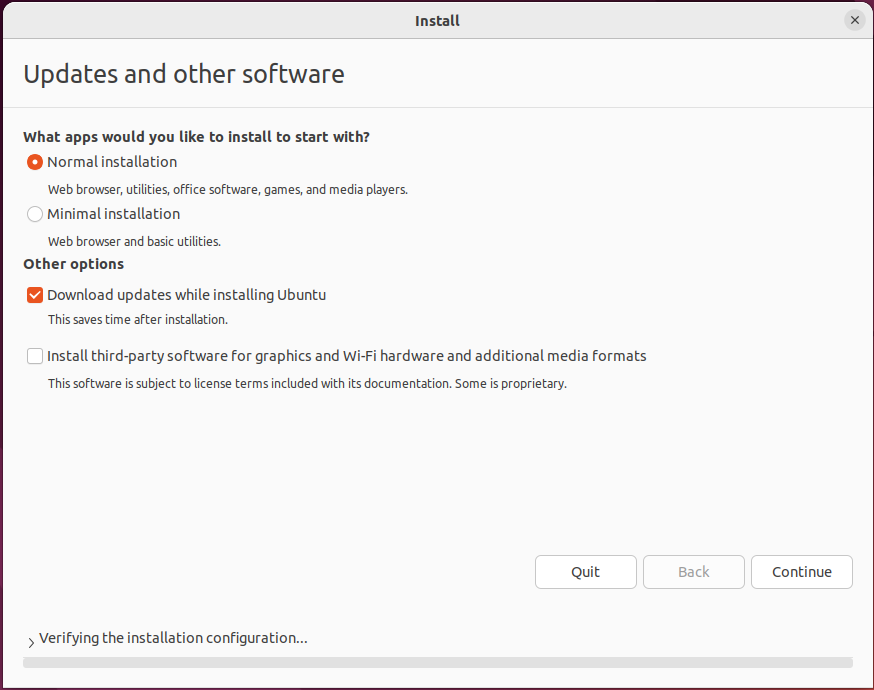 Install
Updates and other software
What apps would you like to install to start with?
Normal installation
Web browser, utilities, office software, games, and media players.
Minimal installation
Web browser and basic utilities.
Other options
Download updates while installing Ubuntu
This saves time after installation.
Install third-party software for graphics and Wi-Fi hardware and additional media formats
This software is subject to license terms included with its documentation. Some is proprietary.
Quit Back Continue
Verifying the installation configuration...